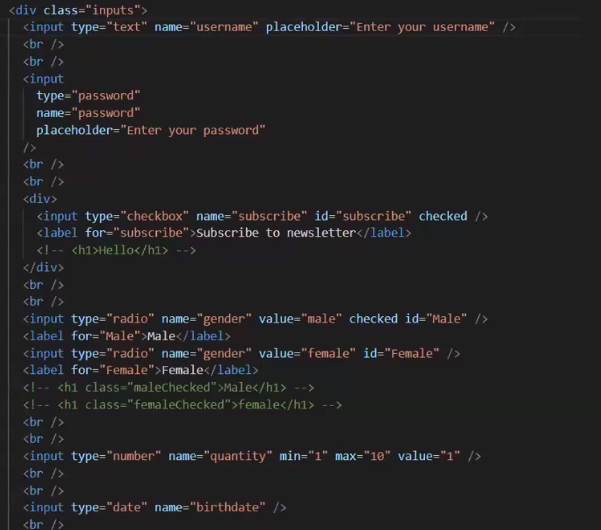 <div class="inputs">
<input type="text" name="username" placeholder="Enter your username" />
<br />
<br />
<input
type="password"
name="password"
placeholder="Enter your password"
/>
<br />
<br />
<div>
<input type="checkbox" name="subscribe" id="subscribe" checked />
<label for="subscribe">Subscribe to newsletter</label>
<!-- <h1>Hello</h1> -->
</div>
<br />
<br />
<input type="radio" name="gender" value="male" checked id="Male" />
<label for="Male">Male</label>
<input type="radio" name="gender" value="female" id="Female" />
<label for="Female">Female</label>
<!-- <h1 class="maleChecked">Male</h1> -->
<!-- <h1 class="femaleChecked">female</h1> -->
<br />
<br />
<input type="number" name="quantity" min="1" max="10" value="1" />
<br />
<br />
<input type="date" name="birthdate" />
<br />